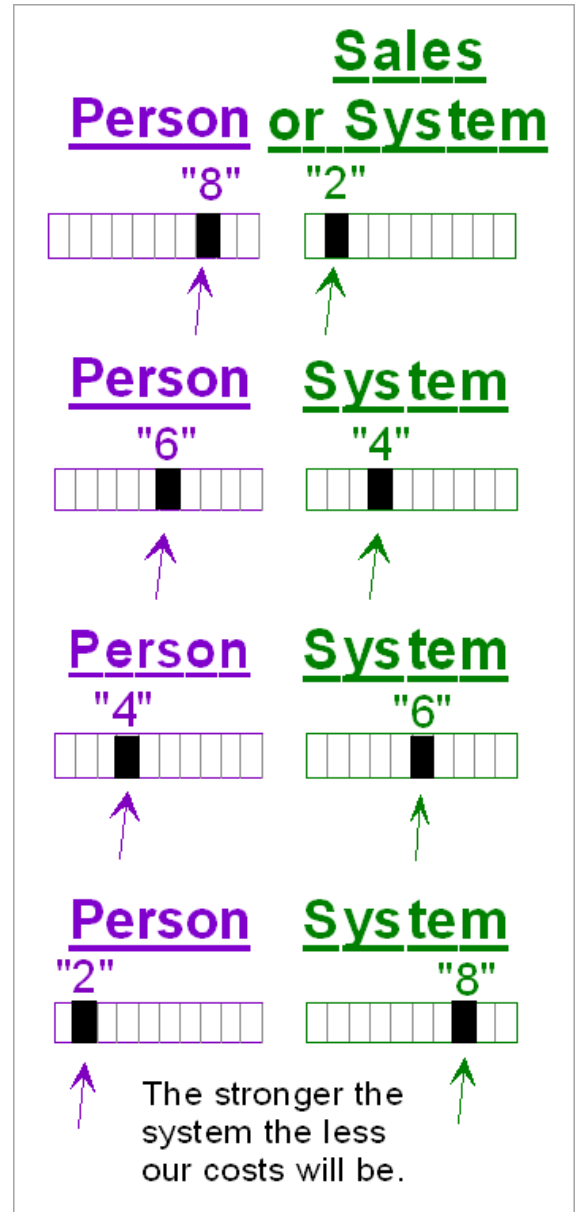 Sales
Person or System
"8" "2"
Person System
"6" "4"
Person System
"4" "6"
Person System
"2" "8"
The stronger the
system the less
our costs will be.